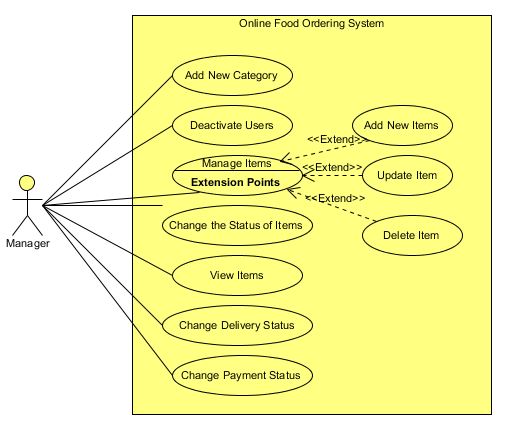 Online Food Ordering System
Add New Category
Deactivate Users
Add New Items
<<Extend>>
Manage Items
<<Extend>>
Extension Points
Update Item
<<Extend>>
Manager
Change the Status of Items
Delete Item
View Items
Change Delivery Status
Change Payment Status